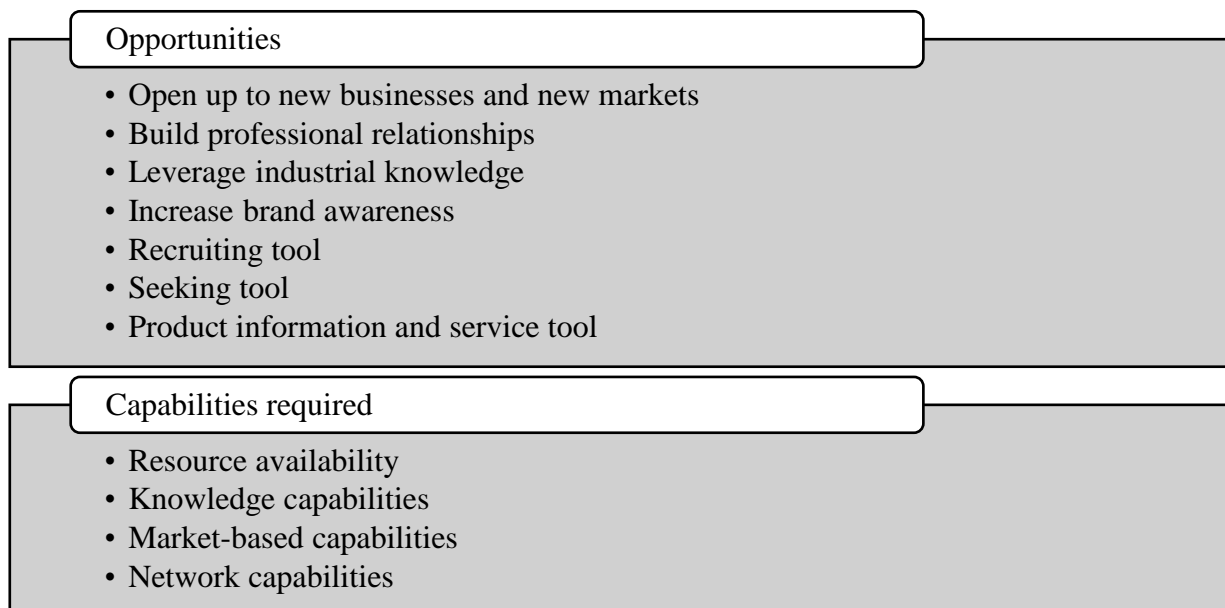 Opportunities
• Open up to new businesses and new markets
• Build professional relationships
• Leverage industrial knowledge
• Increase brand awareness
• Recruiting tool
• Seeking tool
• Product information and service tool
Capabilities required
• Resource availability
• Knowledge capabilities
• Market-based capabilities
• Network capabilities